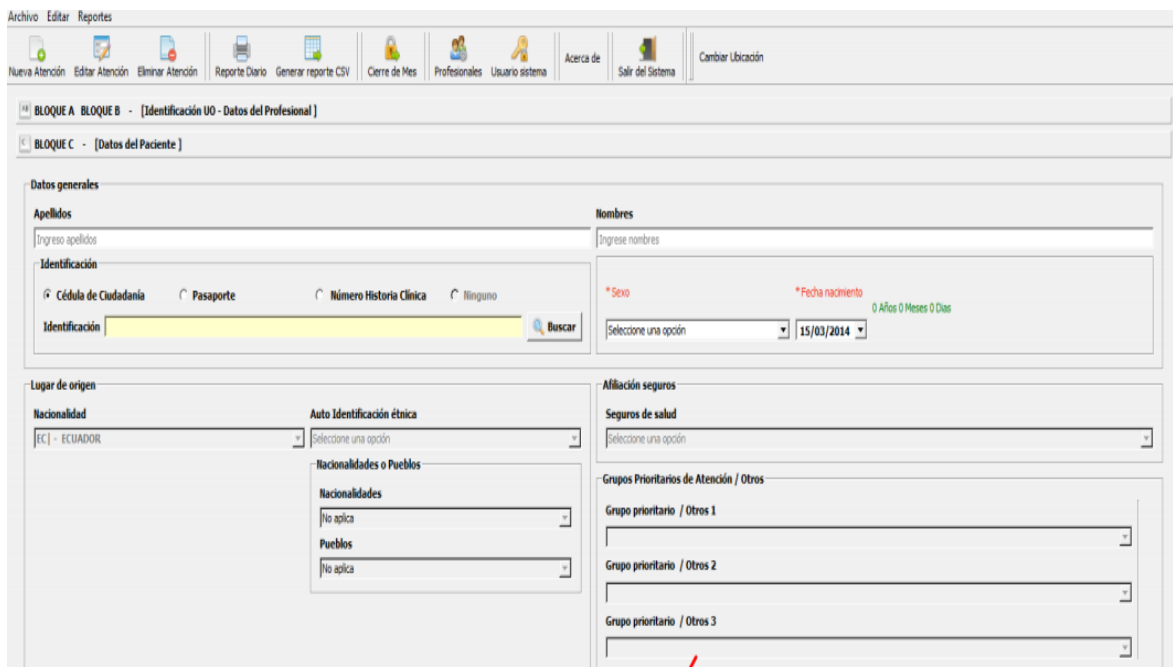 Archivo Editar Reportes
Nueva Atención Editar Atención Eliminar Atención Reporte Diario Generar reporte CSV Cierre de Mes Profesionales Usuario sistema Acerca de Salir del Sistema Cambiar Ubicación
BLOQUE A BLOQUE B - [Identificación UO - Datos del Profesional ]
C BLOQUE C - [Datos del Paciente ]
Datos generales
Apellidos Nombres
Ingreso apellidos Ingrese nombres
Identificación
Cédula de Ciudadanía Pasaporte Número Historia Clínica Ninguno
* Sexo * Fecha nacimiento
0 Años 0 Meses 0 Dias
Identificación Buscar
Seleccione una opción 15/03/2014
Lugar de origen Afiliación seguros
Nacionalidad Auto Identificación étnica Seguros de salud
EC| - ECUADOR Seleccione una opción Seleccione una opción
Nacionalidades o Pueblos
Nacionalidades
No aplica
Pueblos
No aplica
Grupos Prioritarios de Atención / Otros
Grupo prioritario / Otros 1
Grupo prioritario / Otros 2
Grupo prioritario / Otros 3